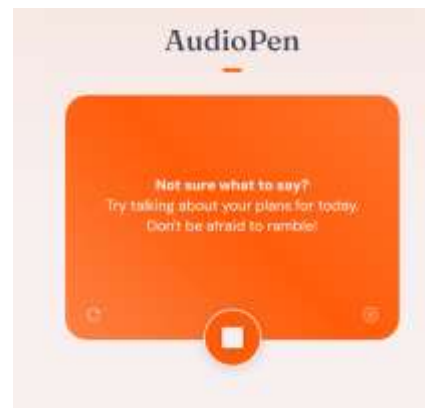 AudioPen
Not sure what to say?
Try talking about your plans for today.
Don't be afraid to ramble!